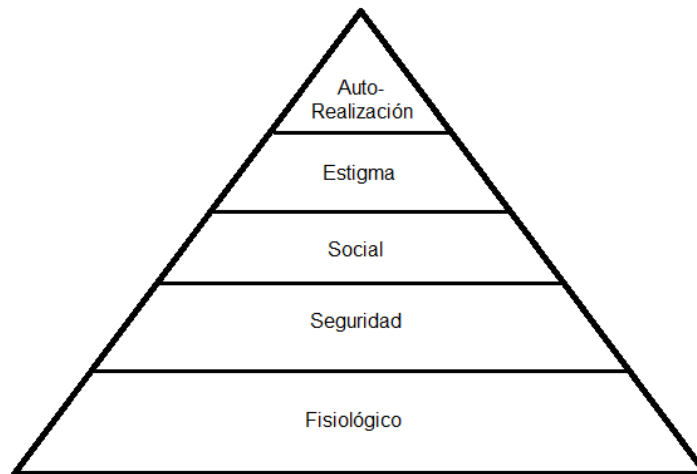 Auto-
Realización
Estigma
Social
Seguridad
Fisiológico